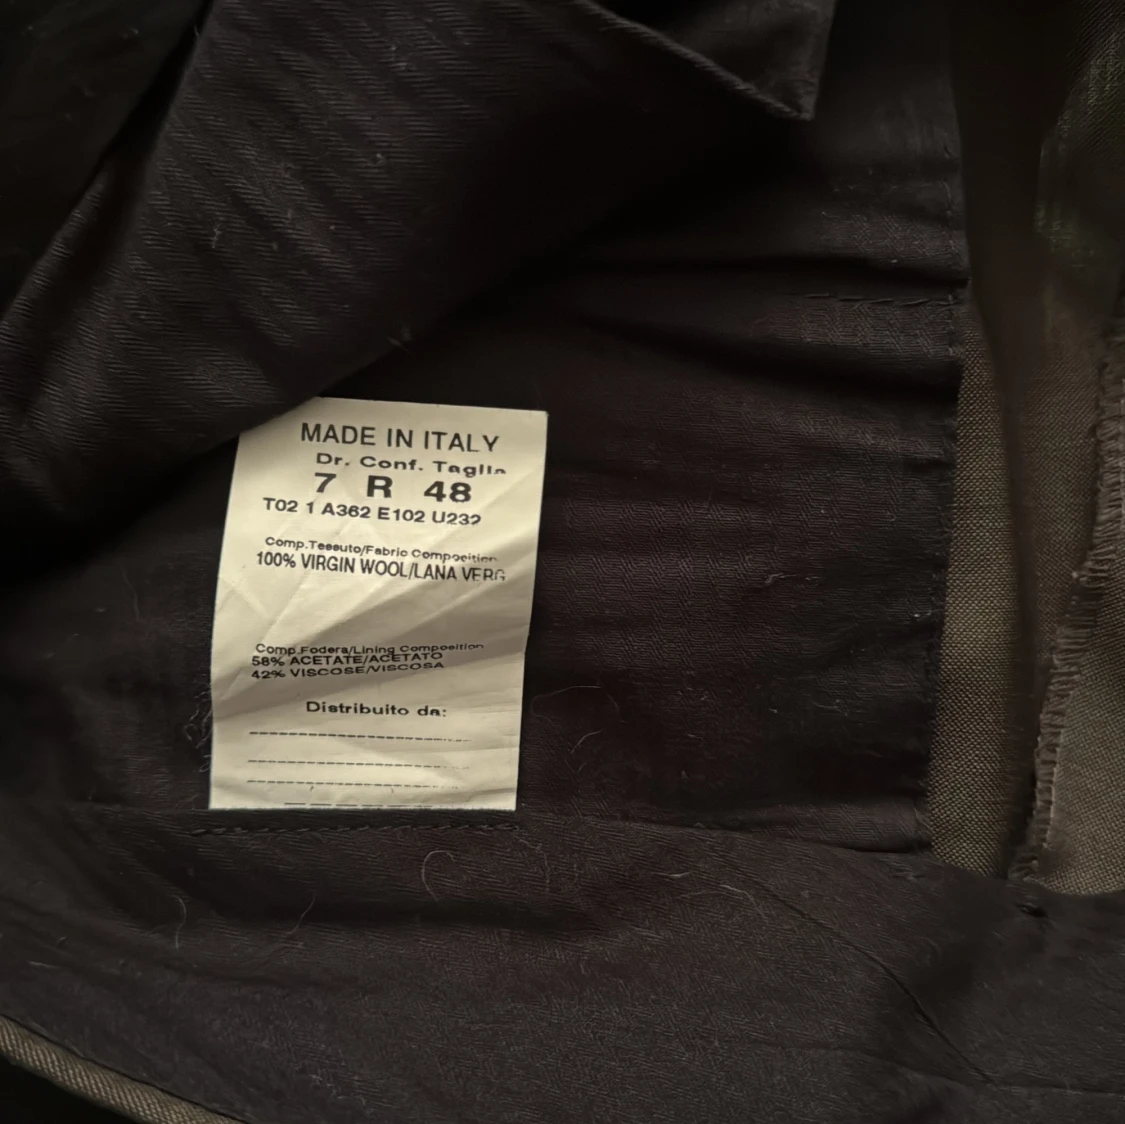 MADE IN ITALY
Dr. Conf. Taglia
7 R 48
T02 1 A362 E102 U232
Comp.Tessuto/Fabric Composition
100% VIRGIN WOOL/LANA VERG
Comp.Fodera/Lining Composition
58% ACETATE/ACETATO
42% VISCOSE/VISCOSA
Distribuito da: